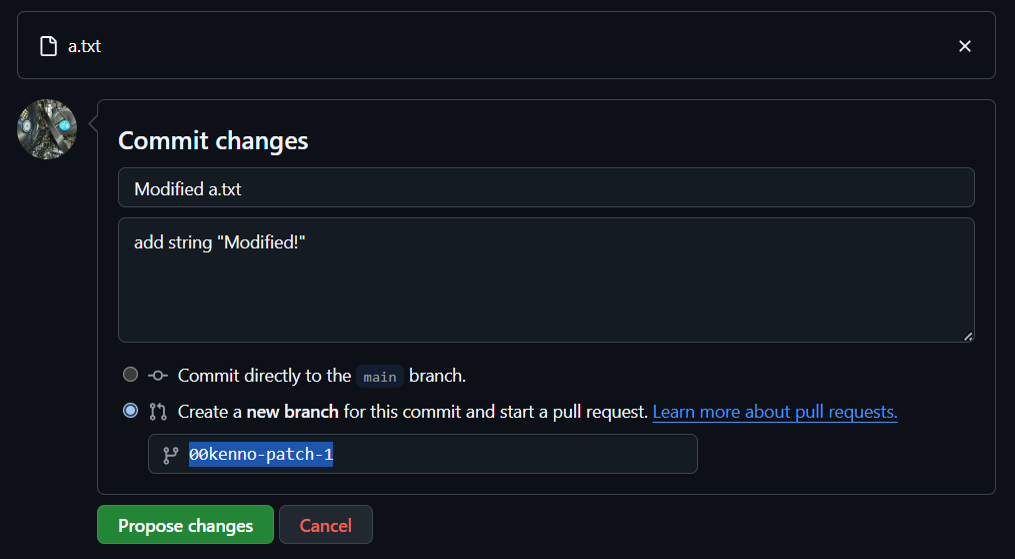 a.txt
Commit changes
Modified a.txt
add string "Modified!"
Commit directly to the main branch.
Create a new branch for this commit and start a pull request. Learn more about pull requests.
00kenno-patch-1
Propose changes Cancel